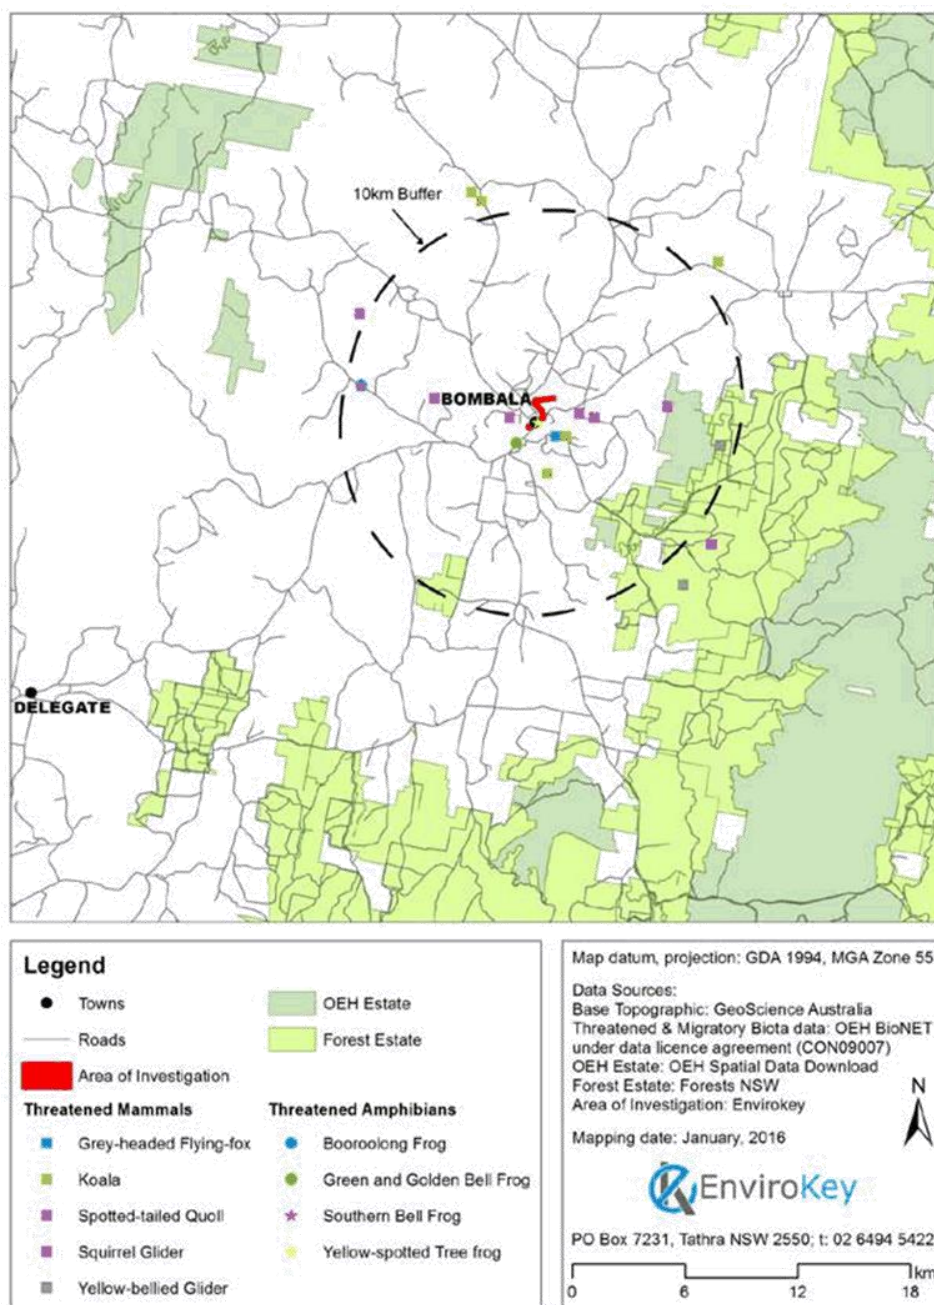 10km Buffer
BOMBALA
DELEGATE
Legend
Towns
Roads
Area of Investigation
OEH Estate
Forest Estate
Threatened Mammals
Grey-headed Flying-fox
Koala
Spotted-tailed Quoll
Squirrel Glider
Yellow-bellied Glider
Threatened Amphibians
Booroolong Frog
Green and Golden Bell Frog
Southern Bell Frog
Yellow-spotted Tree frog
Map datum, projection: GDA 1994, MGA Zone 55
Data Sources:
Base Topographic: GeoScience Australia
Threatened & Migratory Biota data: OEH BioNET
under data licence agreement (CON09007)
OEH Estate: OEH Spatial Data Download
Forest Estate: Forests NSW
Area of Investigation: Envirokey
Mapping date: January, 2016
N
EnviroKey
PO Box 7231, Tathra NSW 2550; t: 02 6494 5422
km
0 6 12 18